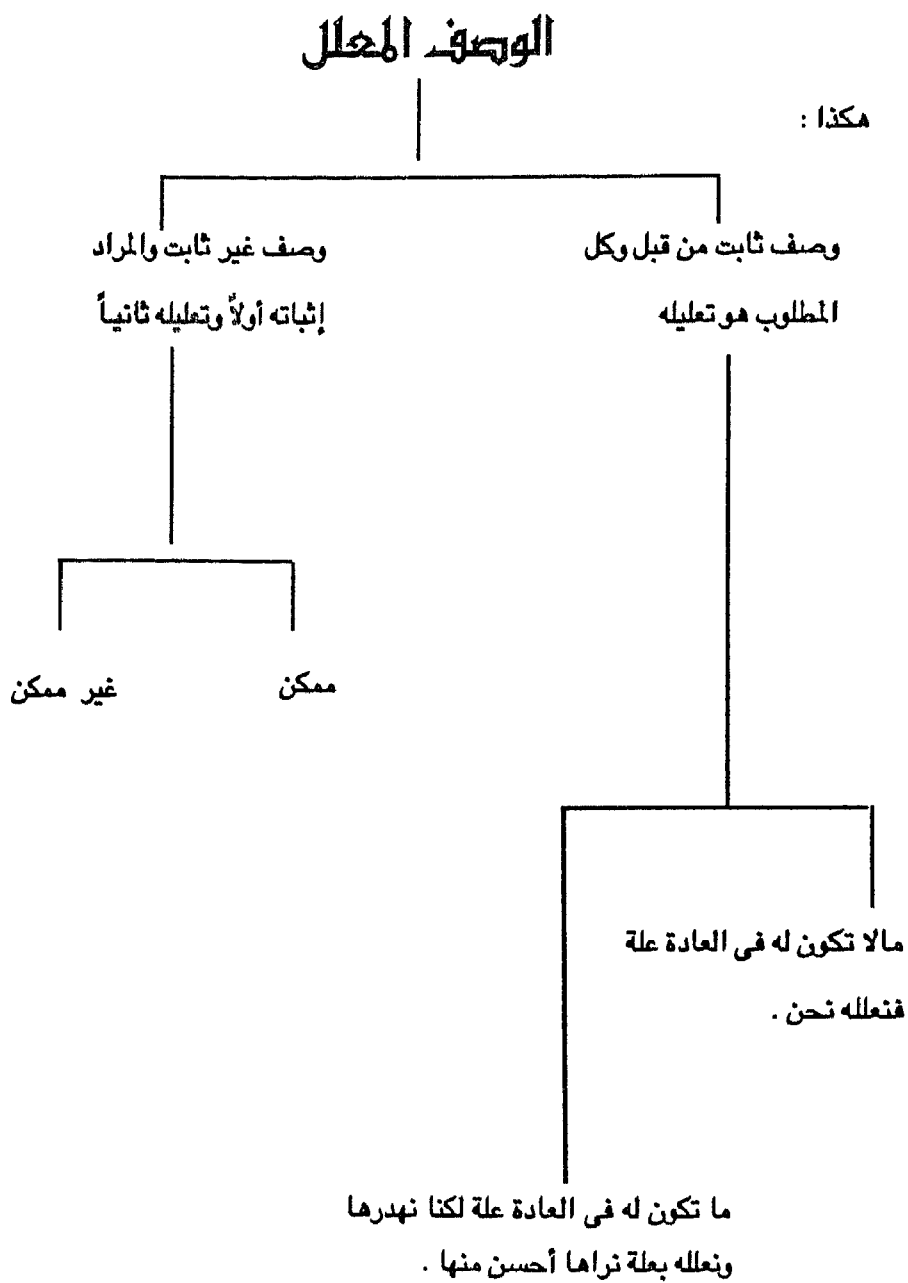 الوصف المعلل
هكذا :
وصف ثابت من قبل وكل
المطلوب هو تعليله
وصف غير ثابت والمراد
إثباته أولاً وتعليله ثانياً
ممكن
غير ممكن
مالا تكون له فى العادة علة
فنعلله نحن .
ما تكون له فى العادة علة لكنا نهدرها
ونعلله بعلة نراها أحسن منها .